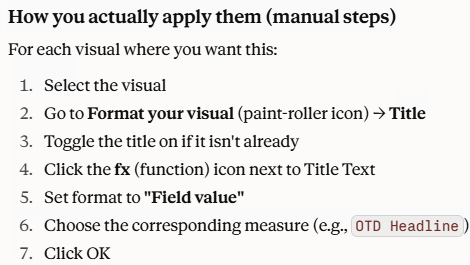 How you actually apply them (manual steps)
For each visual where you want this:
1. Select the visual
2. Go to Format your visual (paint-roller icon) → Title
3. Toggle the title on if it isn't already
4. Click the fx (function) icon next to Title Text
5. Set format to "Field value"
6. Choose the corresponding measure (e.g., OTD Headline)
7. Click OK